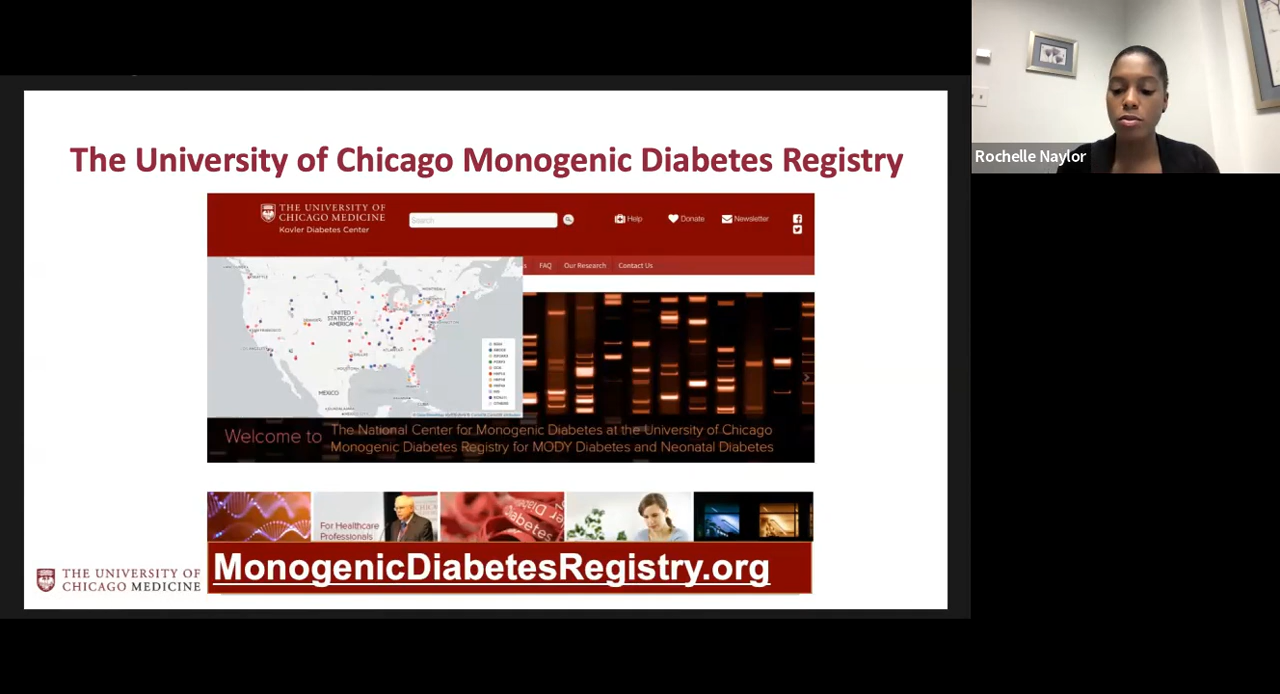 The University of Chicago Monogenic Diabetes Registry
Rochelle Naylor
THE UNIVERSITY OF
CHICAGO MEDICINE
Kovler Diabetes Center
Search
Help
Donate
Newsletter
FAQ
Our Research
Contact Us
UNITED
STATES OF
AMERICA
MEXICO
Welcome to
The National Center for Monogenic Diabetes at the University of Chicago
Monogenic Diabetes Registry for MODY Diabetes and Neonatal Diabetes
For Healthcare
Professionals
Diabetes
MonogenicDiabetesRegistry.org
THE UNIVERSITY OF
CHICAGO MEDICINE